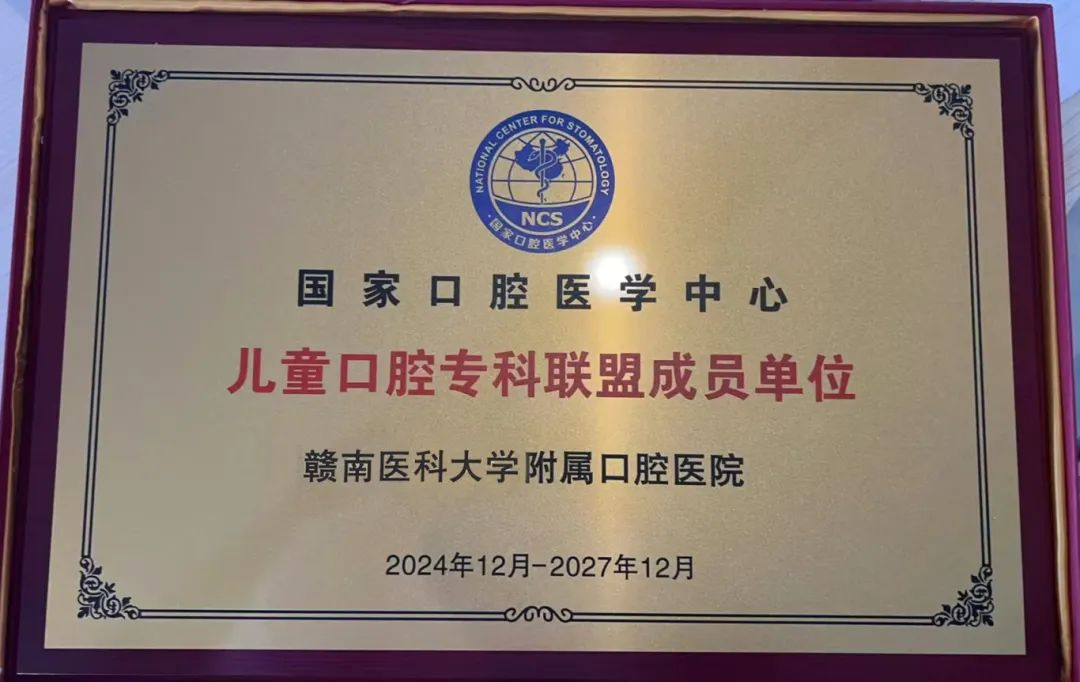 NATIONAL CENTER FOR STOMATOLOGY
NCS
·国家口腔医学中心·
国家口腔医学中心
儿童口腔专科联盟成员单位
赣南医科大学附属口腔医院
2024年12月-2027年12月